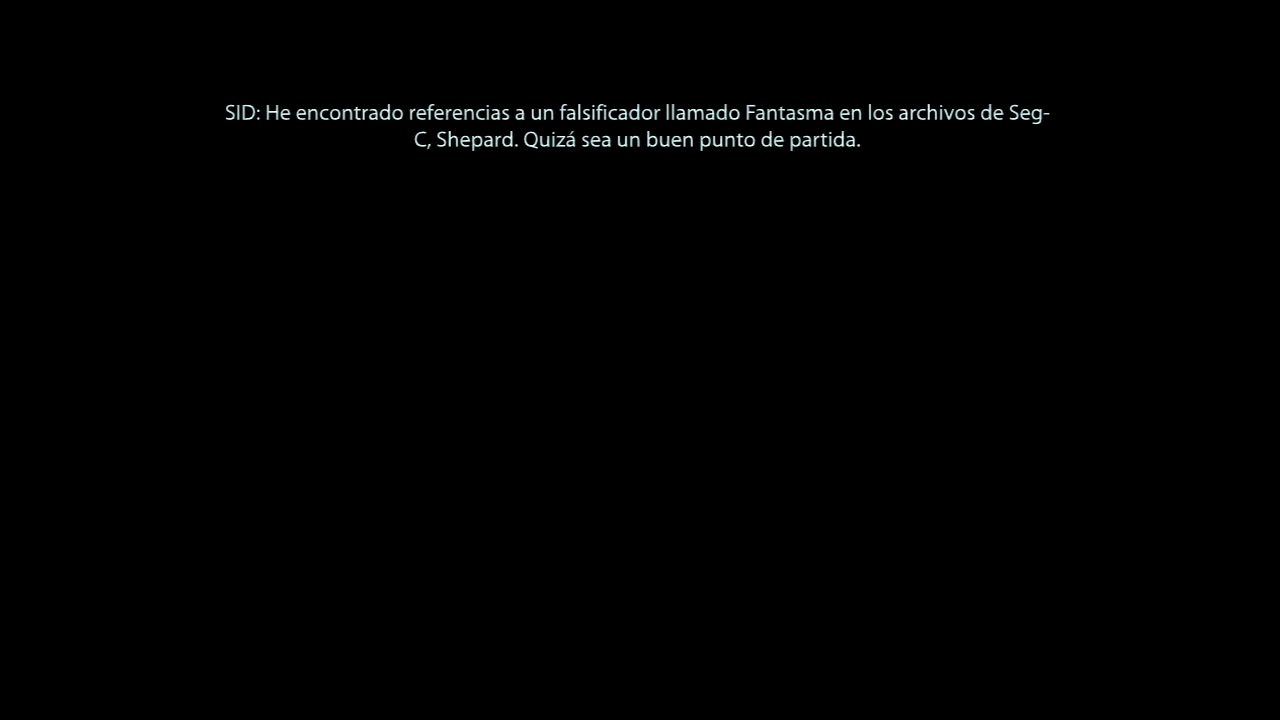 SID: He encontrado referencias a un falsificador llamado Fantasma en los archivos de Seg-
C, Shepard. Quizá sea un buen punto de partida.